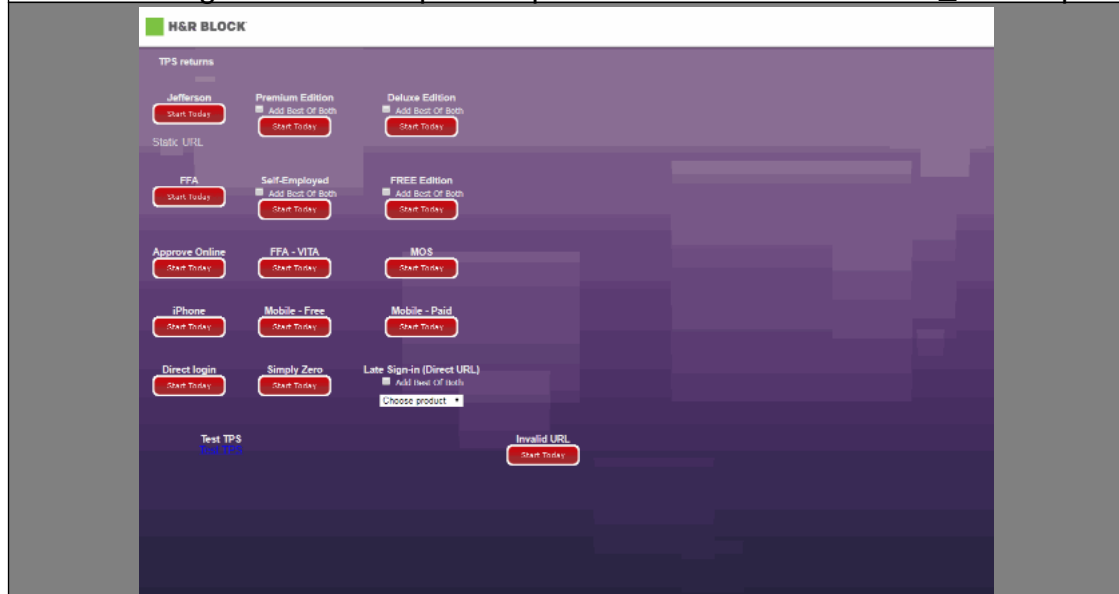 H&R BLOCK
TPS returns
Jefferson Premium Edition Deluxe Edition
Add Best Of Both Add Best Of Both
Start Today Start Today Start Today
Static URL
FFA Self-Employed FREE Edition
Add Best Of Both Add Best Of Both
Start Today Start Today Start Today
Approve Online FFA - VITA MOS
Start Today Start Today Start Today
iPhone Mobile - Free Mobile - Paid
Start Today Start Today Start Today
Direct login Simply Zero Late Sign-in (Direct URL)
Start Today Start Today Add Best Of Both
Choose product
Test TPS Invalid URL
Test TPS Start Today